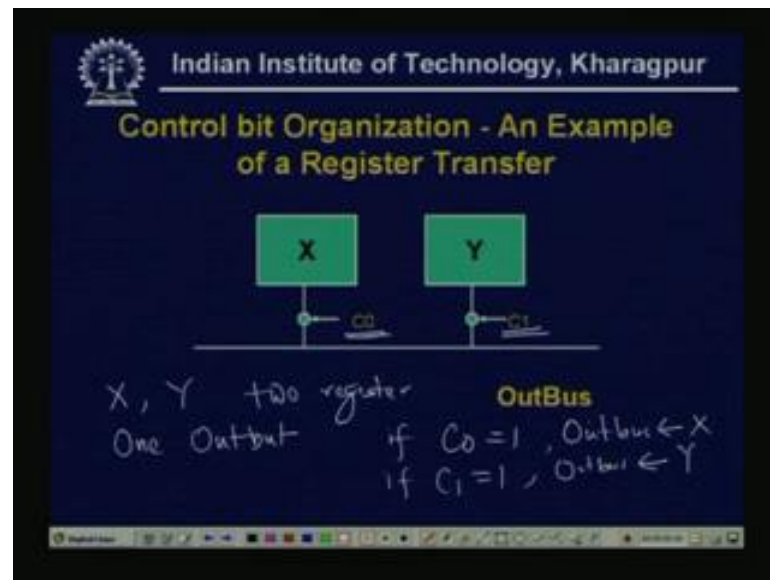 Indian Institute of Technology, Kharagpur
Control bit Organization - An Example
of a Register Transfer
X Y
C0 C1
OutBus
X, Y two register
One Outbut if C0 = 1, Outbus ← X
if C1 = 1, Outbus ← Y